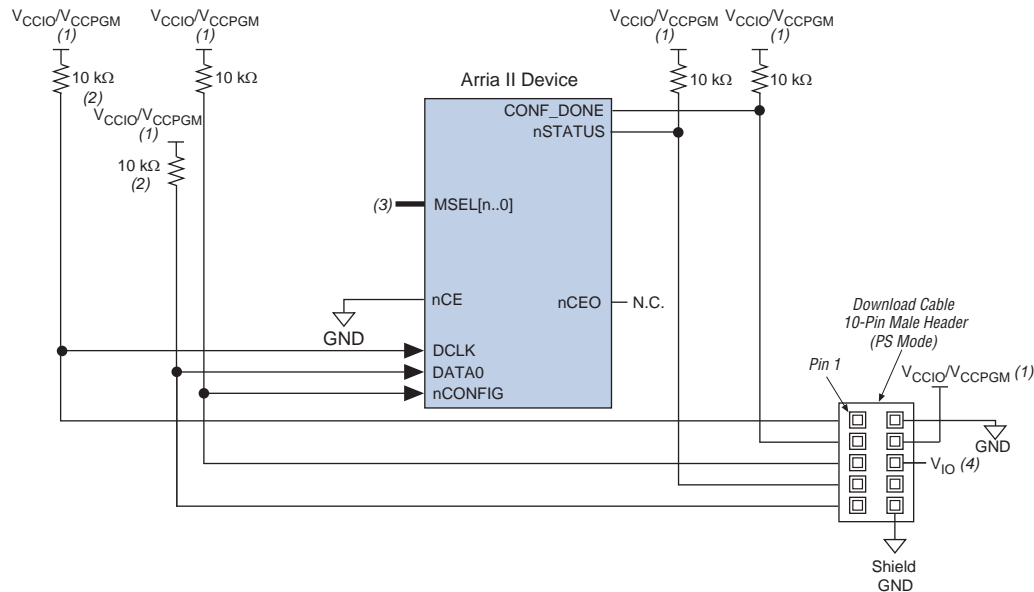 VCCIO/VCCPGM
(1)
10 kΩ
(2)
VCCIO/VCCPGM
(1)
10 kΩ
(2)
VCCIO/VCCPGM
(1)
10 kΩ
VCCIO/VCCPGM
(1)
10 kΩ
VCCIO/VCCPGM
(1)
10 kΩ
Arria II Device
CONF_DONE
nSTATUS
(3)
MSEL[n..0]
nCE
GND
nCEO
N.C.
DCLK
DATA0
nCONFIG
Download Cable
10-Pin Male Header
(PS Mode)
Pin 1
VCCIO/VCCPGM (1)
GND
VIO (4)
Shield
GND